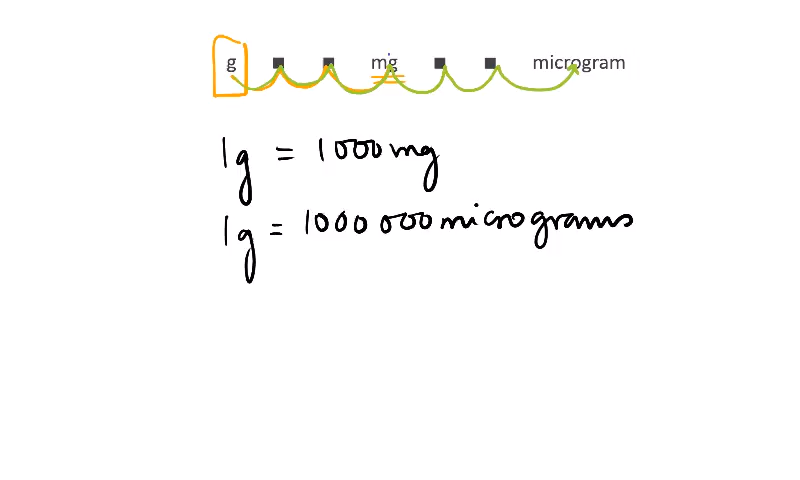 g ■ ■ mg ■ ■ microgram
1g = 1000mg
1g = 1000 000 micrograms